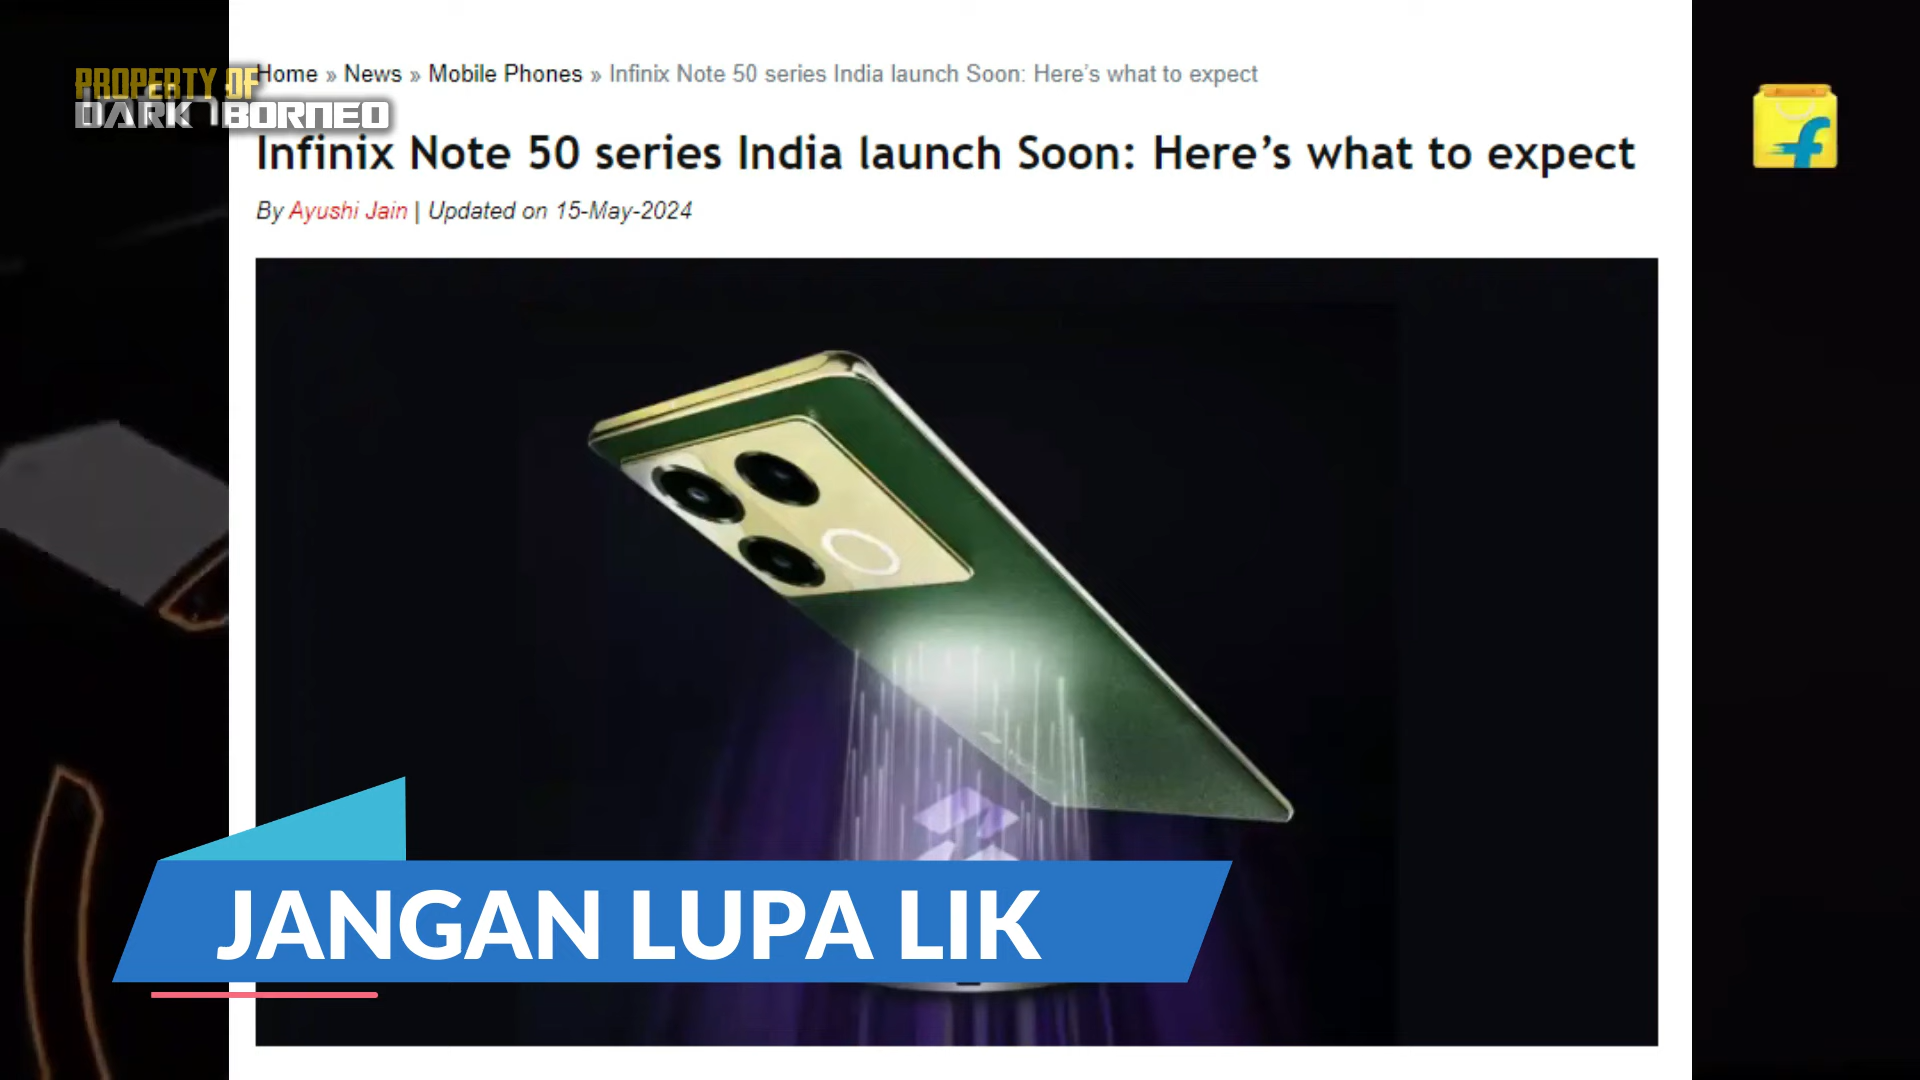 PROPERTY OF
DARK BORNEO
Home » News » Mobile Phones » Infinix Note 50 series India launch Soon: Here’s what to expect
Infinix Note 50 series India launch Soon: Here’s what to expect
By Ayushi Jain | Updated on 15-May-2024
JANGAN LUPA LIK